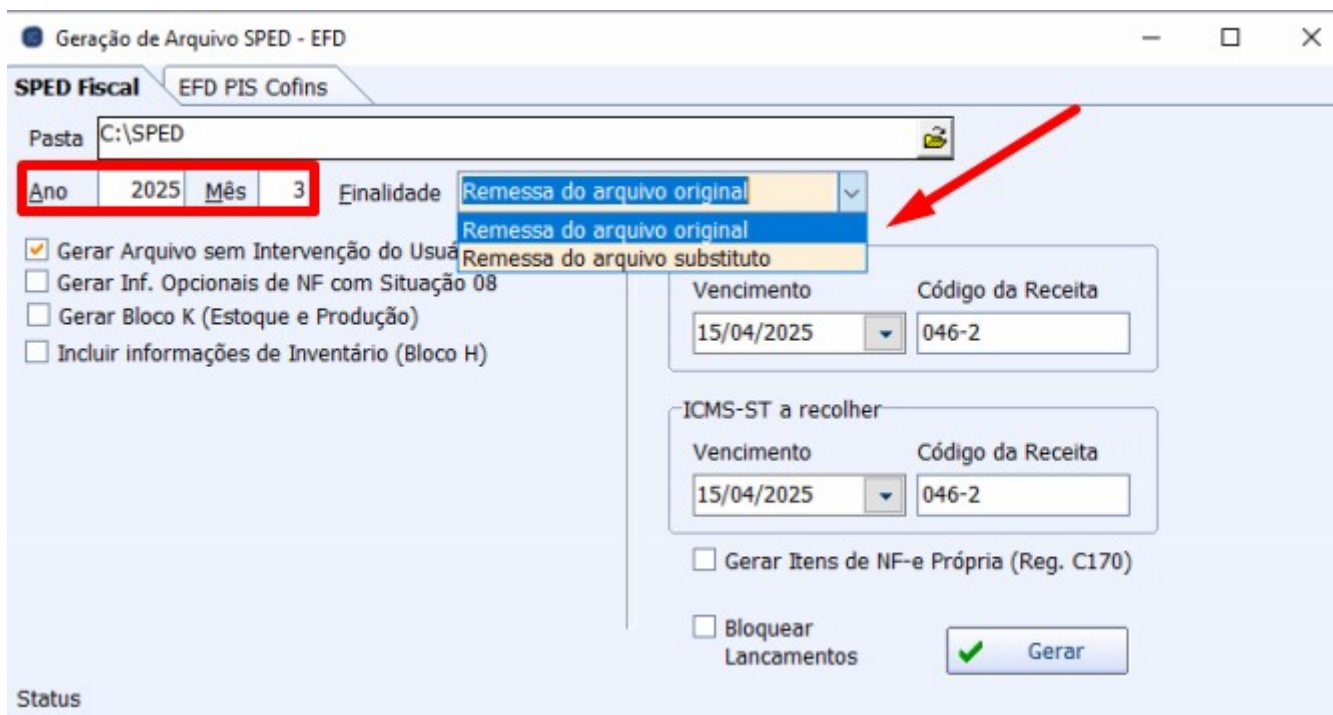 Geração de Arquivo SPED - EFD
SPED Fiscal
EFD PIS Cofins
Pasta C:\SPED
Ano 2025 Mês 3 Finalidade Remessa do arquivo original
Remessa do arquivo original
Remessa do arquivo substituto
Gerar Arquivo sem Intervenção do Usuá
Gerar Inf. Opcionais de NF com Situação 08
Gerar Bloco K (Estoque e Produção)
Incluir informações de Inventário (Bloco H)
Vencimento Código da Receita
15/04/2025 046-2
ICMS-ST a recolher
Vencimento Código da Receita
15/04/2025 046-2
Gerar Itens de NF-e Própria (Reg. C170)
Bloquear
Lancamentos
Gerar
Status